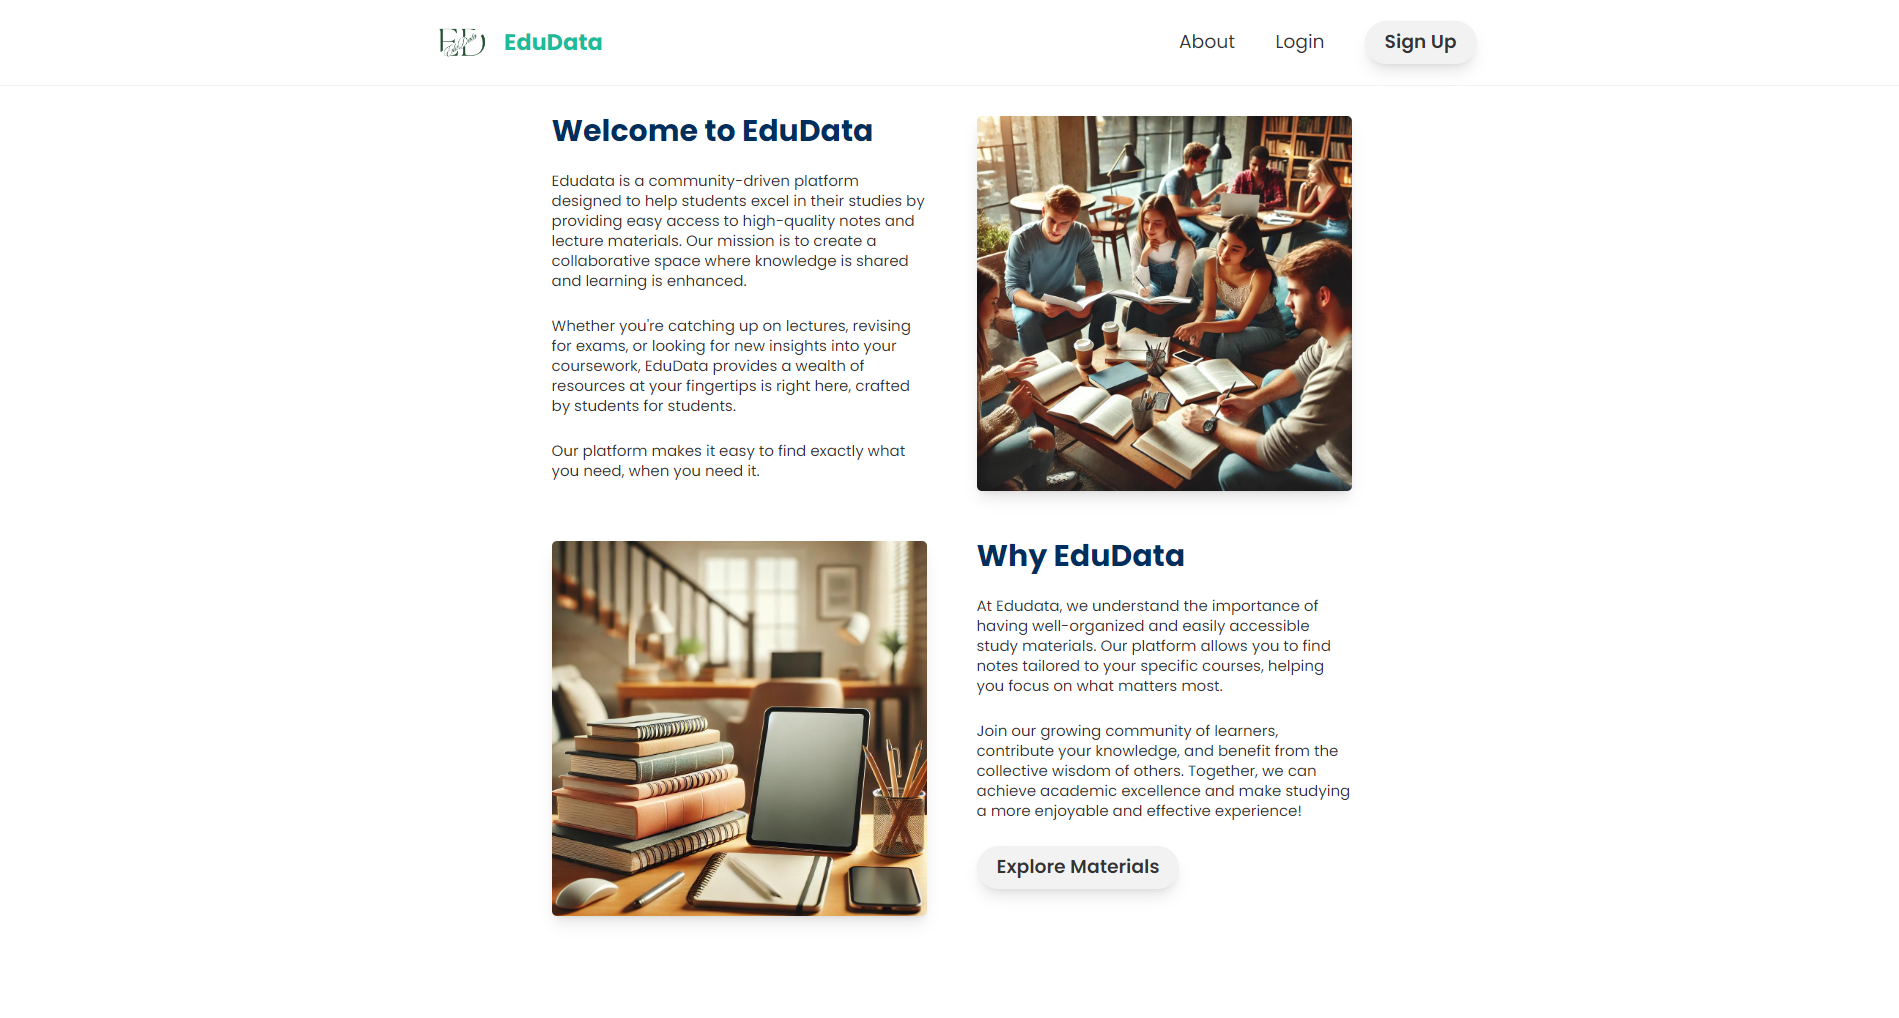 ED EduData
EduData
About
Login
Sign Up
Welcome to EduData
Edudata is a community-driven platform
designed to help students excel in their studies by
providing easy access to high-quality notes and
lecture materials. Our mission is to create a
collaborative space where knowledge is shared
and learning is enhanced.
Whether you're catching up on lectures, revising
for exams, or looking for new insights into your
coursework, EduData provides a wealth of
resources at your fingertips is right here, crafted
by students for students.
Our platform makes it easy to find exactly what
you need, when you need it.
Why EduData
At Edudata, we understand the importance of
having well-organized and easily accessible
study materials. Our platform allows you to find
notes tailored to your specific courses, helping
you focus on what matters most.
Join our growing community of learners,
contribute your knowledge, and benefit from the
collective wisdom of others. Together, we can
achieve academic excellence and make studying
a more enjoyable and effective experience!
Explore Materials